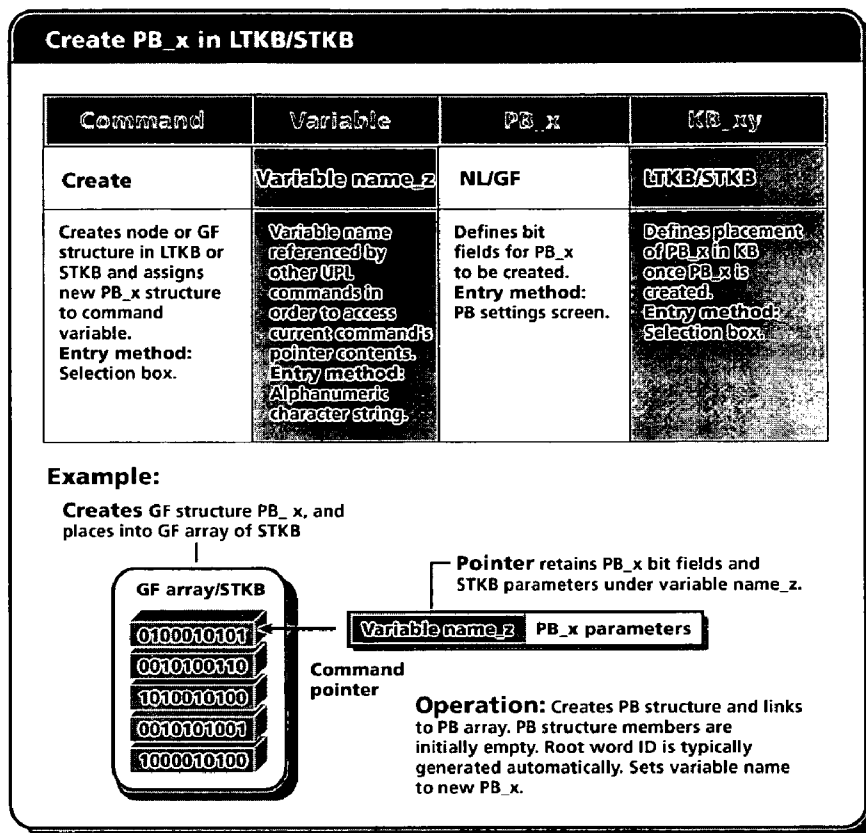 Create PB_x in LTKB/STKB
Command
Variable
PB_x
KB_xy
Create
Variable name_z
NL/GF
LTKB/STKB
Creates node or GF
structure in LTKB or
STKB and assigns
new PB_x structure
to command
variable.
Entry method:
Selection box.
Variable name
referenced by
other UPL
commands in
order to access
current command's
pointer contents.
Entry method:
Alphanumeric
character string.
Defines bit
fields for PB_x
to be created.
Entry method:
PB settings screen.
Defines placement
of PB_x in KB
once PB_x is
created.
Entry method:
Selection box.
Example:
Creates GF structure PB_ x, and
places into GF array of STKB
GF array/STKB
0100010101
0010100110
1010010100
0010101001
1000010100
Pointer retains PB_x bit fields and
STKB parameters under variable name_z.
Variable name_z PB_x parameters
Command
pointer
Operation: Creates PB structure and links
to PB array. PB structure members are
initially empty. Root word ID is typically
generated automatically. Sets variable name
to new PB_x.